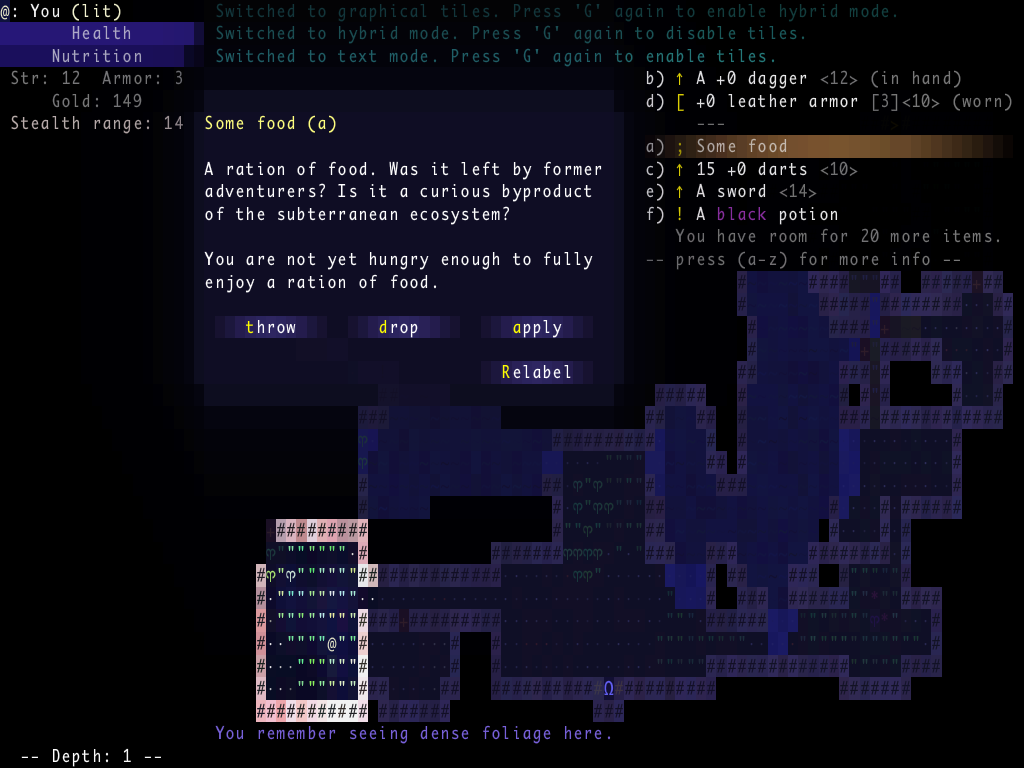 @: You (lit)
Health
Nutrition
Str: 12  Armor: 3
Gold: 149
Stealth range: 14
Switched to graphical tiles. Press 'G' again to enable hybrid mode.
Switched to hybrid mode. Press 'G' again to disable tiles.
Switched to text mode. Press 'G' again to enable tiles.
Some food (a)
A ration of food. Was it left by former
adventurers? Is it a curious byproduct
of the subterranean ecosystem?
You are not yet hungry enough to fully
enjoy a ration of food.
throw
drop
apply
Relabel
b) ↑ A +0 dagger <12> (in hand)
d) [ +0 leather armor [3]<10> (worn)
---
a) ; Some food
c) ↑ 15 +0 darts <10>
e) ↑ A sword <14>
f) ! A black potion
You have room for 20 more items.
-- press (a-z) for more info --
You remember seeing dense foliage here.
-- Depth: 1 --